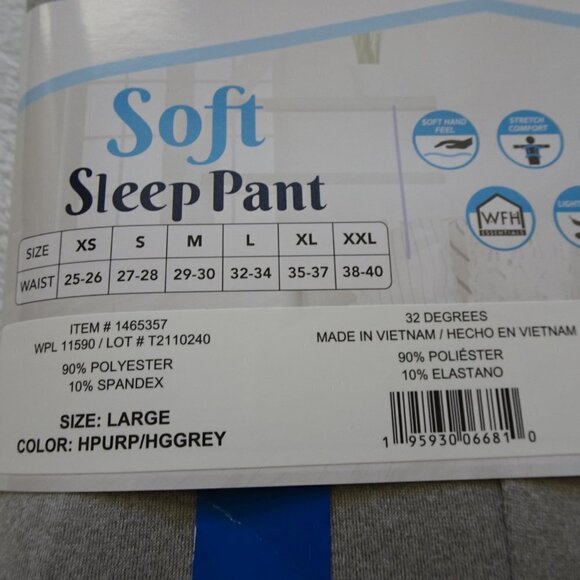 Soft
Sleep Pant
SOFT HAND FEEL
STRETCH COMFORT
WFH ESSENTIALS
SIZE XS S M L XL XXL
WAIST 25-26 27-28 29-30 32-34 35-37 38-40
ITEM # 1465357
WPL 11590 / LOT # T2110240
90% POLYESTER
10% SPANDEX
SIZE: LARGE
COLOR: HPURP/HGGREY
32 DEGREES
MADE IN VIETNAM / HECHO EN VIETNAM
90% POLIÉSTER
10% ELASTANO
1 95930 06681 0